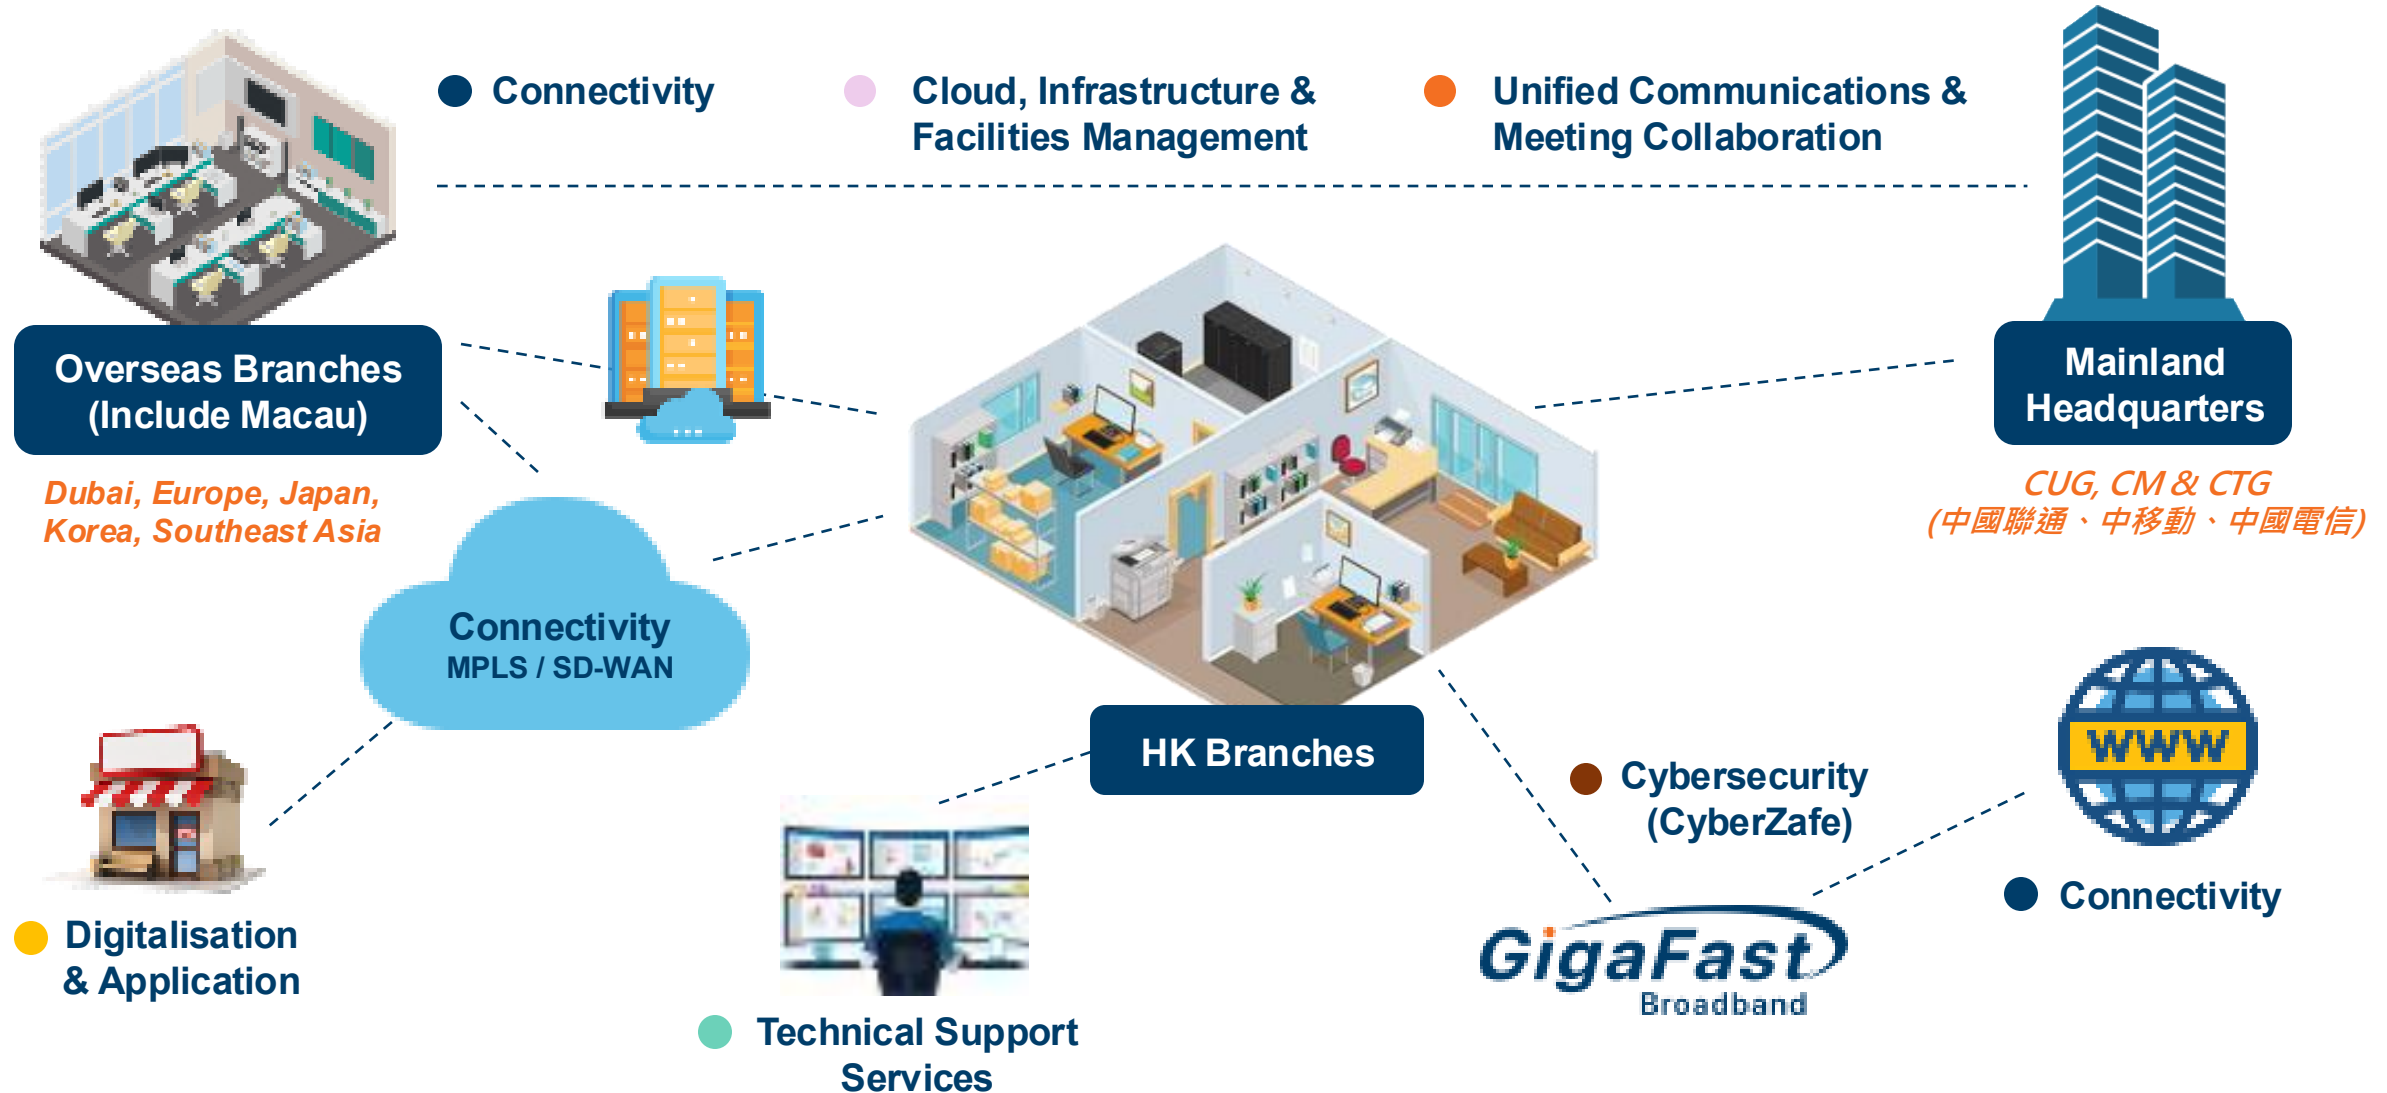 Connectivity
Cloud, Infrastructure &
Facilities Management
Unified Communications &
Meeting Collaboration
Overseas Branches
(Include Macau)
Dubai, Europe, Japan,
Korea, Southeast Asia
Mainland
Headquarters
CUG, CM & CTG
(中國聯通、中移動、中國電信)
Connectivity
MPLS / SD-WAN
HK Branches
Cybersecurity
(CyberZafe)
www
Connectivity
GigaFast
Broadband
Digitalisation
& Application
Technical Support
Services